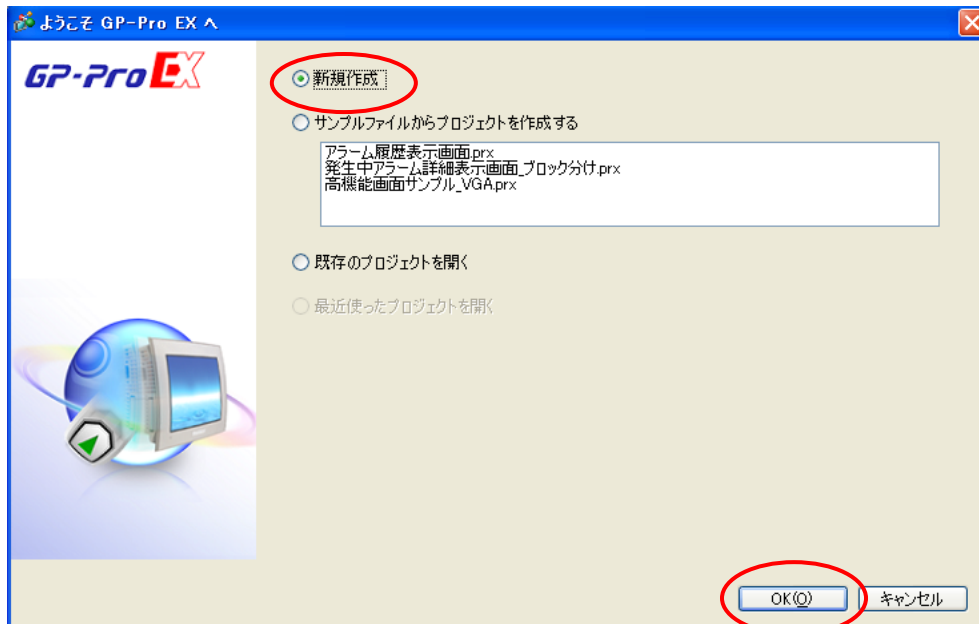 ようこそ GP-Pro EX へ
GP-Pro EX
新規作成
サンプルファイルからプロジェクトを作成する
アラーム履歴表示画面.prx
発生中アラーム詳細表示画面_ブロック分け.prx
高機能画面サンプル_VGA.prx
既存のプロジェクトを開く
最近使ったプロジェクトを開く
OK(O)
キャンセル